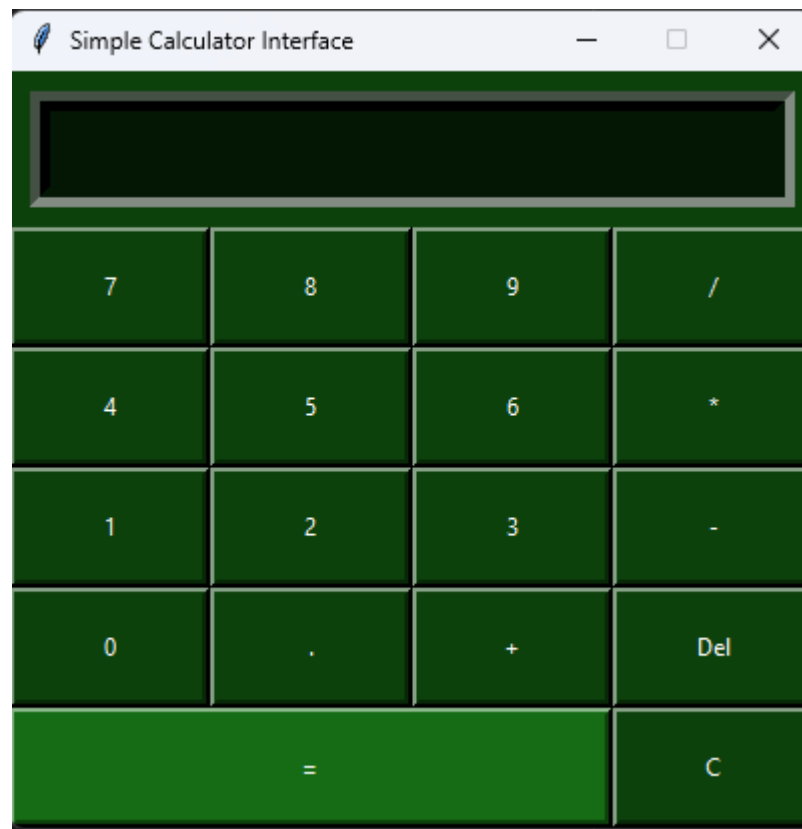 Simple Calculator Interface
7 8 9 /
4 5 6 *
1 2 3 -
0 . + Del
= C